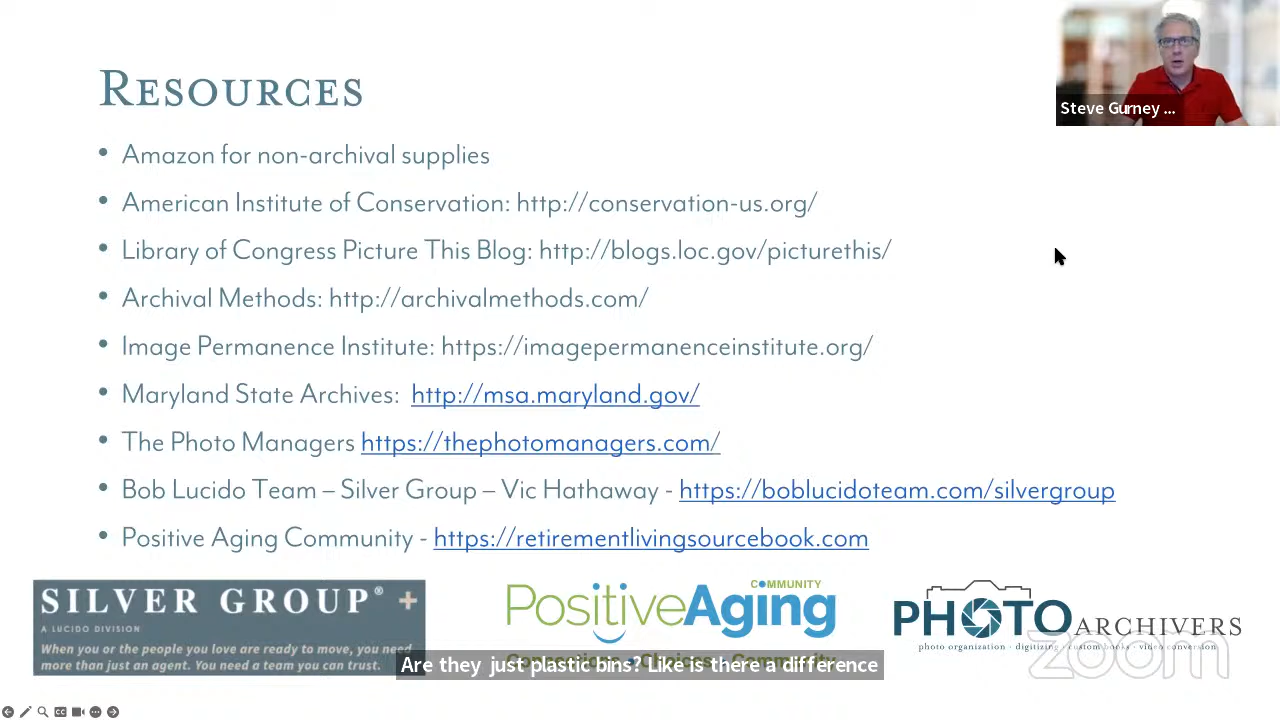 Steve Gurney ...
Resources
• Amazon for non-archival supplies
• American Institute of Conservation: http://conservation-us.org/
• Library of Congress Picture This Blog: http://blogs.loc.gov/picturethis/
• Archival Methods: http://archivalmethods.com/
• Image Permanence Institute: https://imagepermanenceinstitute.org/
• Maryland State Archives: http://msa.maryland.gov/
• The Photo Managers https://thephotomanagers.com/
• Bob Lucido Team – Silver Group – Vic Hathaway - https://boblucidoteam.com/silvergroup
• Positive Aging Community - https://retirementlivingsourcebook.com
SILVER GROUP® +
A LUCIDO DIVISION
When you or the people you love are ready to move, you need
more than just an agent. You need a team you can trust.
COMMUNITY
PositiveAging
PHOTO ARCHIVERS
photo organization · digitizing · custom books · video conversion
zoom
Are they just plastic bins? Like is there a difference